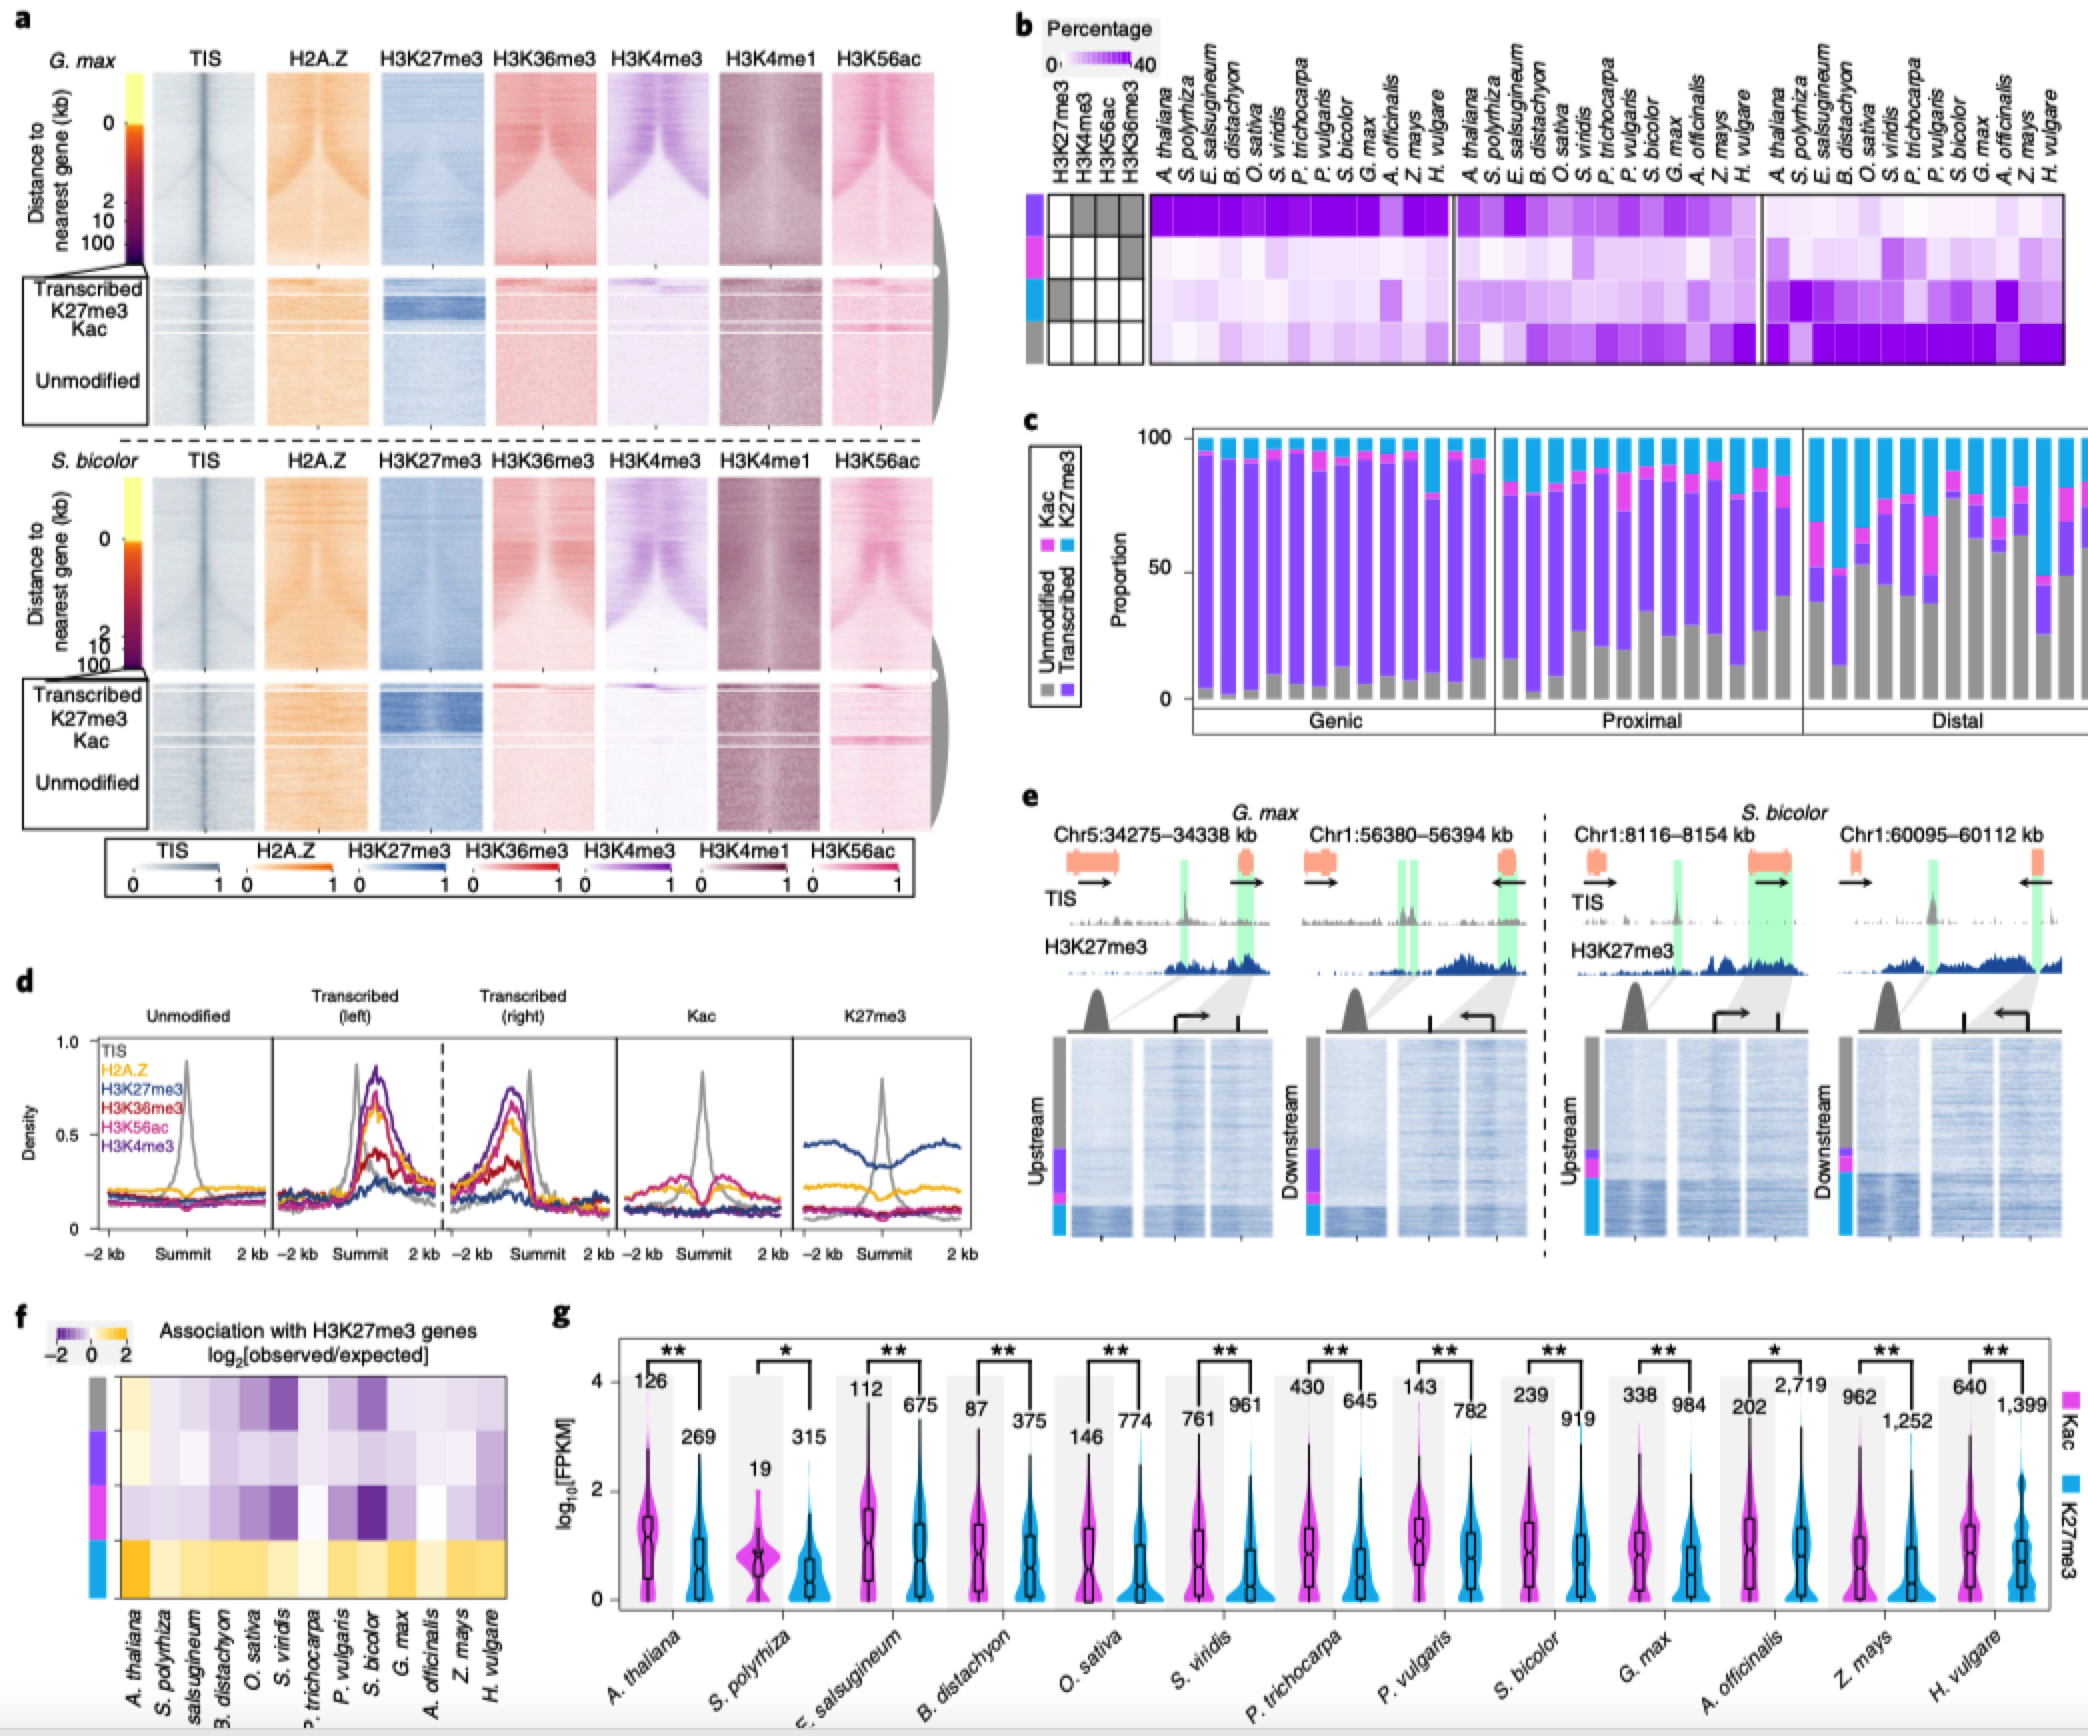 a
G. max
TIS
H2A.Z
H3K27me3
H3K36me3
H3K4me3
H3K4me1
H3K56ac
Distance to
nearest gene (kb)
0
2
10
100
Transcribed
K27me3
Kac
Unmodified
S. bicolor
TIS
H2A.Z
H3K27me3
H3K36me3
H3K4me3
H3K4me1
H3K56ac
Distance to
nearest gene (kb)
0
2
10
100
Transcribed
K27me3
Kac
Unmodified
TIS
H2A.Z
H3K27me3
H3K36me3
H3K4me3
H3K4me1
H3K56ac
0 1
0 1
0 1
0 1
0 1
0 1
0 1
b
Percentage
0 40
H3K27me3
H3K4me3
H3K56ac
H3K36me3
A. thaliana
S. polyrhiza
E. salsugineum
B. distachyon
O. sativa
S. viridis
P. trichocarpa
P. vulgaris
S. bicolor
G. max
A. officinalis
Z. mays
H. vulgare
A. thaliana
S. polyrhiza
E. salsugineum
B. distachyon
O. sativa
S. viridis
P. trichocarpa
P. vulgaris
S. bicolor
G. max
A. officinalis
Z. mays
H. vulgare
A. thaliana
S. polyrhiza
E. salsugineum
B. distachyon
O. sativa
S. viridis
P. trichocarpa
P. vulgaris
S. bicolor
G. max
A. officinalis
Z. mays
H. vulgare
c
Unmodified
Kac
Transcribed
K27me3
Proportion
100
50
0
Genic
Proximal
Distal
d
Unmodified
Transcribed
(left)
Transcribed
(right)
Kac
K27me3
Density
1.0
0.5
0
TIS
H2A.Z
H3K27me3
H3K36me3
H3K56ac
H3K4me3
–2 kb Summit 2 kb
–2 kb Summit 2 kb
–2 kb Summit 2 kb
–2 kb Summit 2 kb
–2 kb Summit 2 kb
e
G. max
S. bicolor
Chr5:34275–34338 kb
Chr1:56380–56394 kb
Chr1:8116–8154 kb
Chr1:60095–60112 kb
TIS
H3K27me3
TIS
H3K27me3
Upstream
Downstream
Upstream
Downstream
f
–2 0 2
Association with H3K27me3 genes
log2[observed/expected]
A. thaliana
S. polyrhiza
salsugineum
B. distachyon
O. sativa
S. viridis
P. trichocarpa
P. vulgaris
S. bicolor
G. max
A. officinalis
Z. mays
H. vulgare
g
log10[FPKM]
4
2
0
** * ** ** ** ** ** ** ** ** * ** **
126
269
19
315
112
675
87
375
146
774
761
961
430
645
143
782
239
919
338
984
202
2,719
962
1,252
640
1,399
Kac
K27me3
A. thaliana
S. polyrhiza
E. salsugineum
B. distachyon
O. sativa
S. viridis
P. trichocarpa
P. vulgaris
S. bicolor
G. max
A. officinalis
Z. mays
H. vulgare